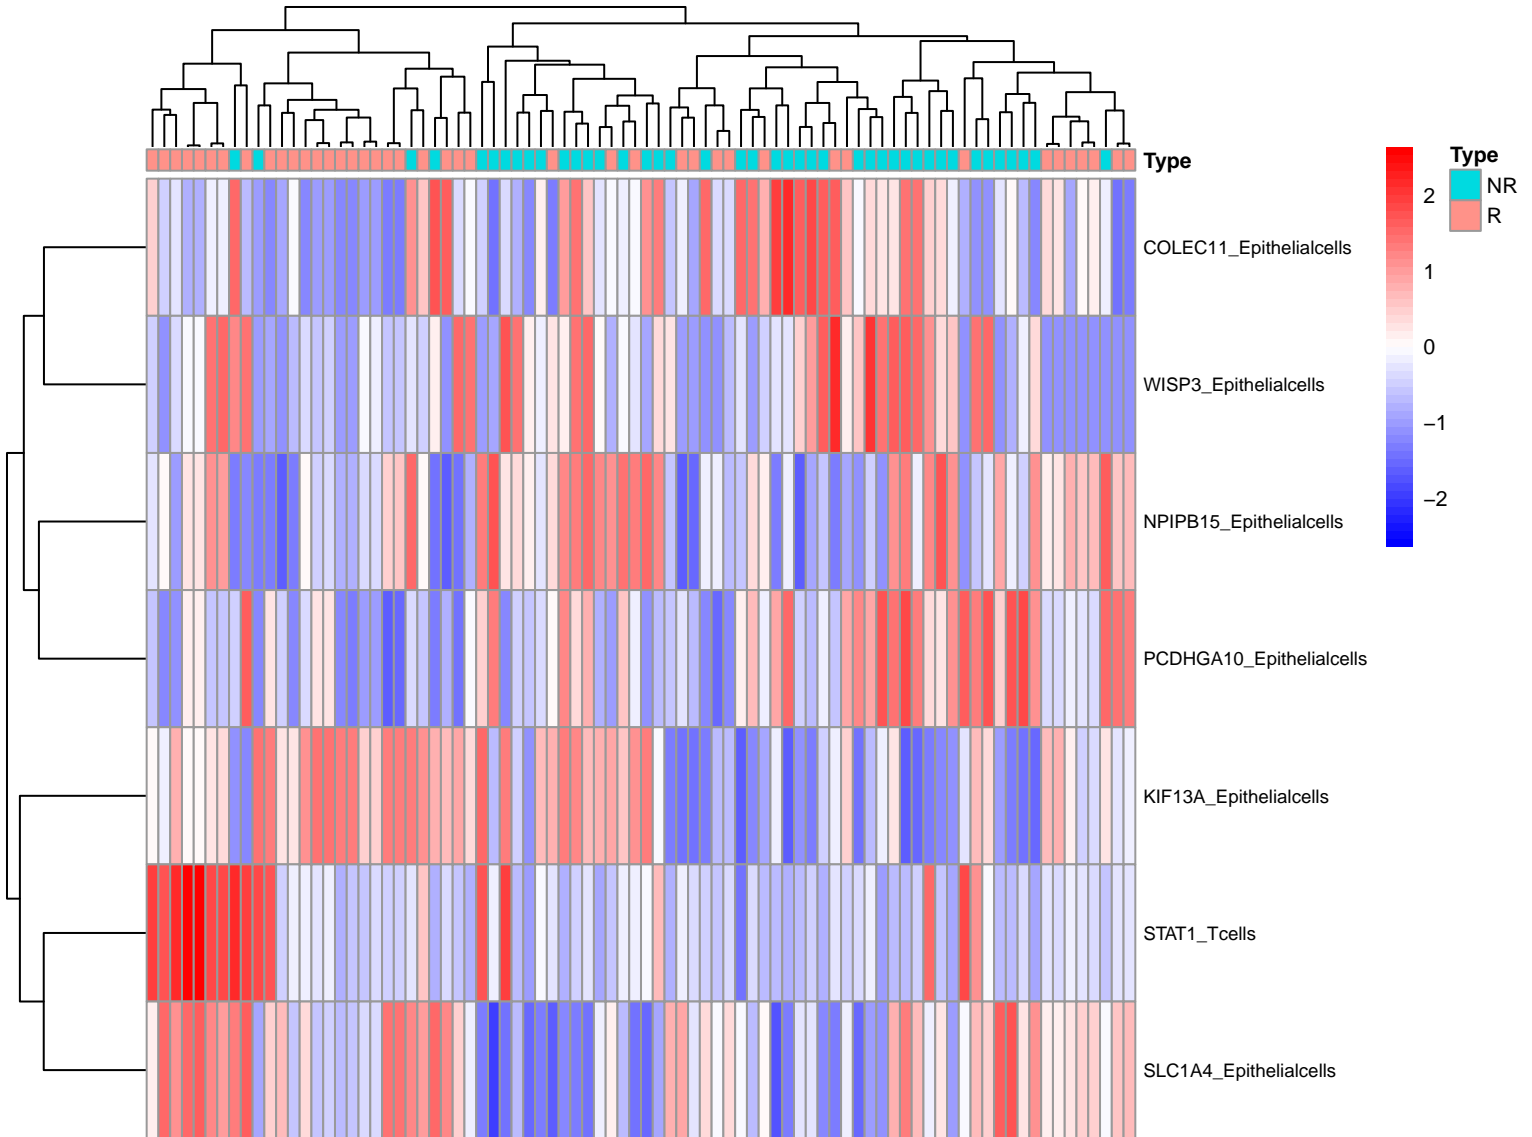 Type
COLEC11_Epithelialcells
WISP3_Epithelialcells
NPIPB15_Epithelialcells
PCDHGA10_Epithelialcells
KIF13A_Epithelialcells
STAT1_Tcells
SLC1A4_Epithelialcells
2
1
0
−1
−2
Type
NR
R